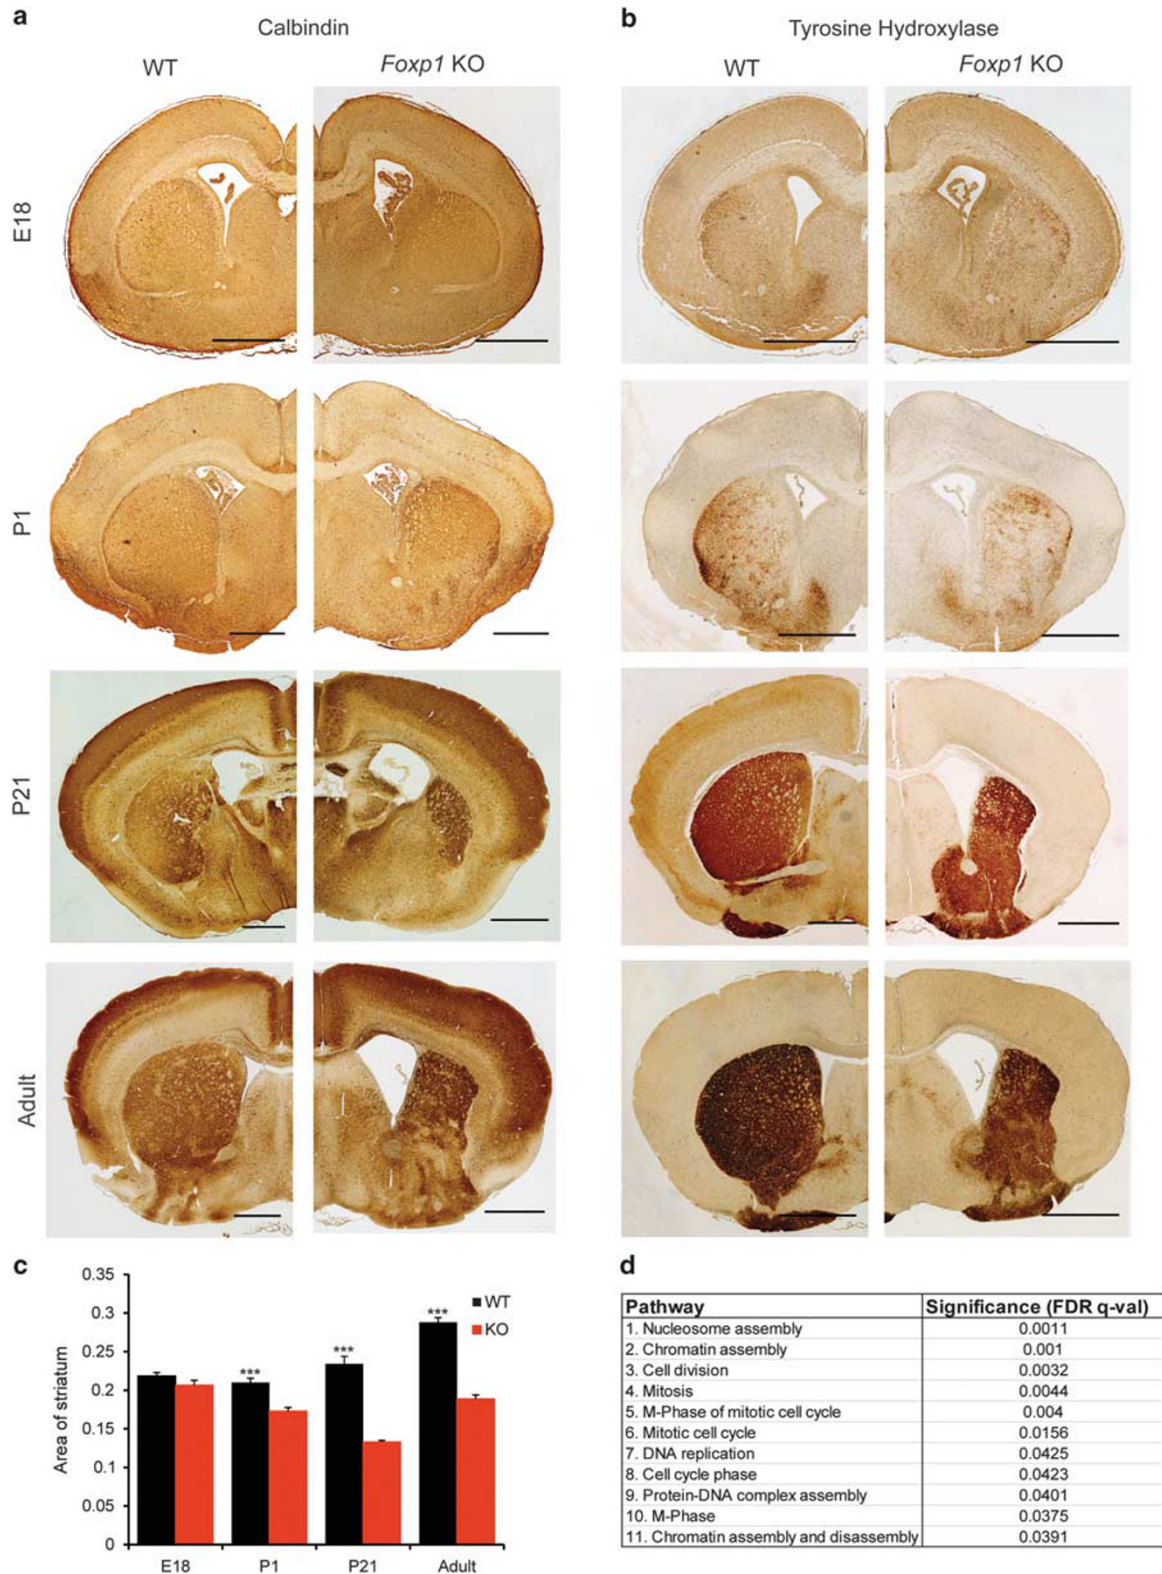 a
Calbindin
WT
Foxp1 KO
E18
P1
P21
Adult
b
Tyrosine Hydroxylase
WT
Foxp1 KO
c
Area of striatum
0.35
0.3
0.25
0.2
0.15
0.1
0.05
0
***
***
***
WT
KO
E18
P1
P21
Adult
d
Pathway Significance (FDR q-val)
1. Nucleosome assembly 0.0011
2. Chromatin assembly 0.001
3. Cell division 0.0032
4. Mitosis 0.0044
5. M-Phase of mitotic cell cycle 0.004
6. Mitotic cell cycle 0.0156
7. DNA replication 0.0425
8. Cell cycle phase 0.0423
9. Protein-DNA complex assembly 0.0401
10. M-Phase 0.0375
11. Chromatin assembly and disassembly 0.0391